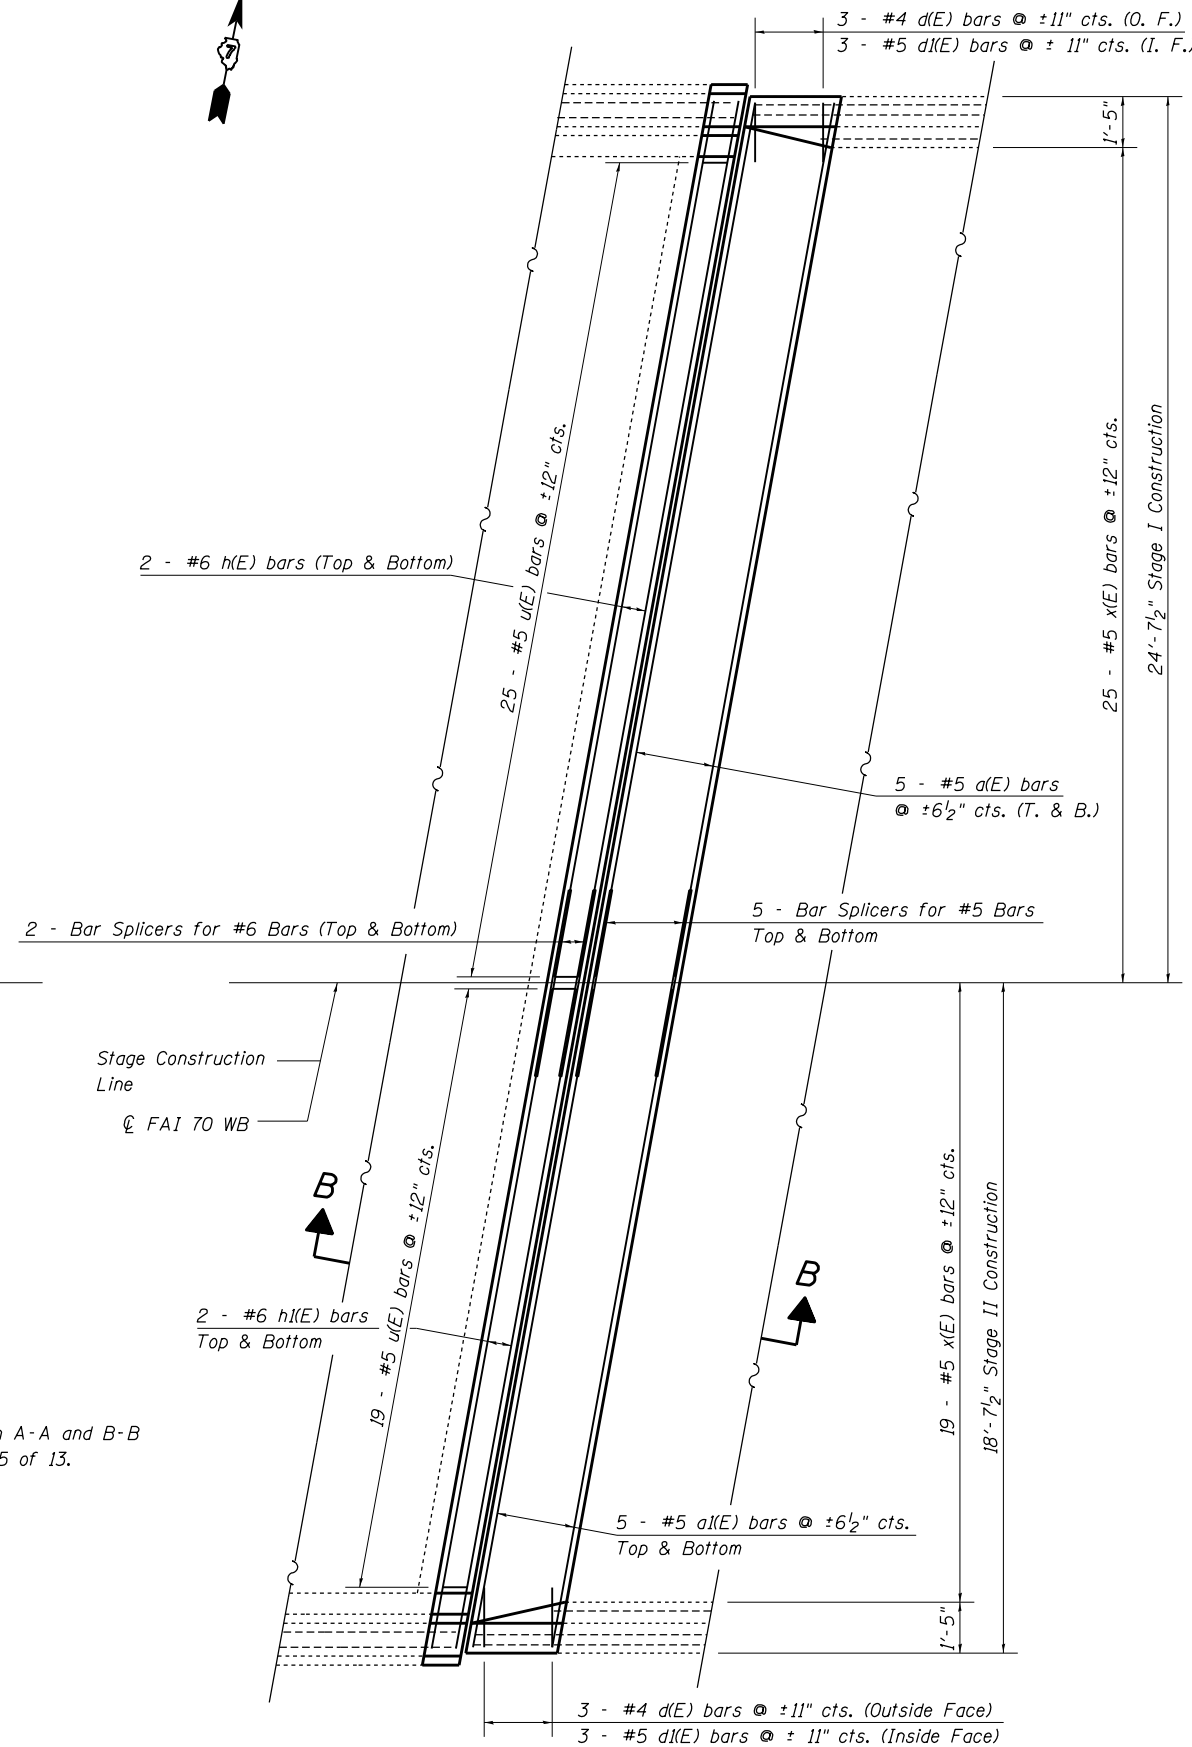 3 - #4 d(E) bars @ ±11" cts. (O. F.)
3 - #5 d1(E) bars @ ± 11" cts. (I. F.)
7
1'-5"
25 - #5 x(E) bars @ ±12" cts.
24'-7½" Stage I Construction
25 - #5 u(E) bars @ ±12" cts.
2 - #6 h(E) bars (Top & Bottom)
5 - #5 a(E) bars
@ ±6½" cts. (T. & B.)
2 - Bar Splicers for #6 Bars (Top & Bottom)
5 - Bar Splicers for #5 Bars
Top & Bottom
Stage Construction
Line
℄ FAI 70 WB
B
B
19 - #5 u(E) bars @ ±12" cts.
19 - #5 x(E) bars @ ±12" cts.
18'-7½" Stage II Construction
2 - #6 h1(E) bars
Top & Bottom
A-A and B-B
5 of 13.
5 - #5 a1(E) bars @ ±6½" cts.
Top & Bottom
1'-5"
3 - #4 d(E) bars @ ±11" cts. (Outside Face)
3 - #5 d1(E) bars @ ± 11" cts. (Inside Face)